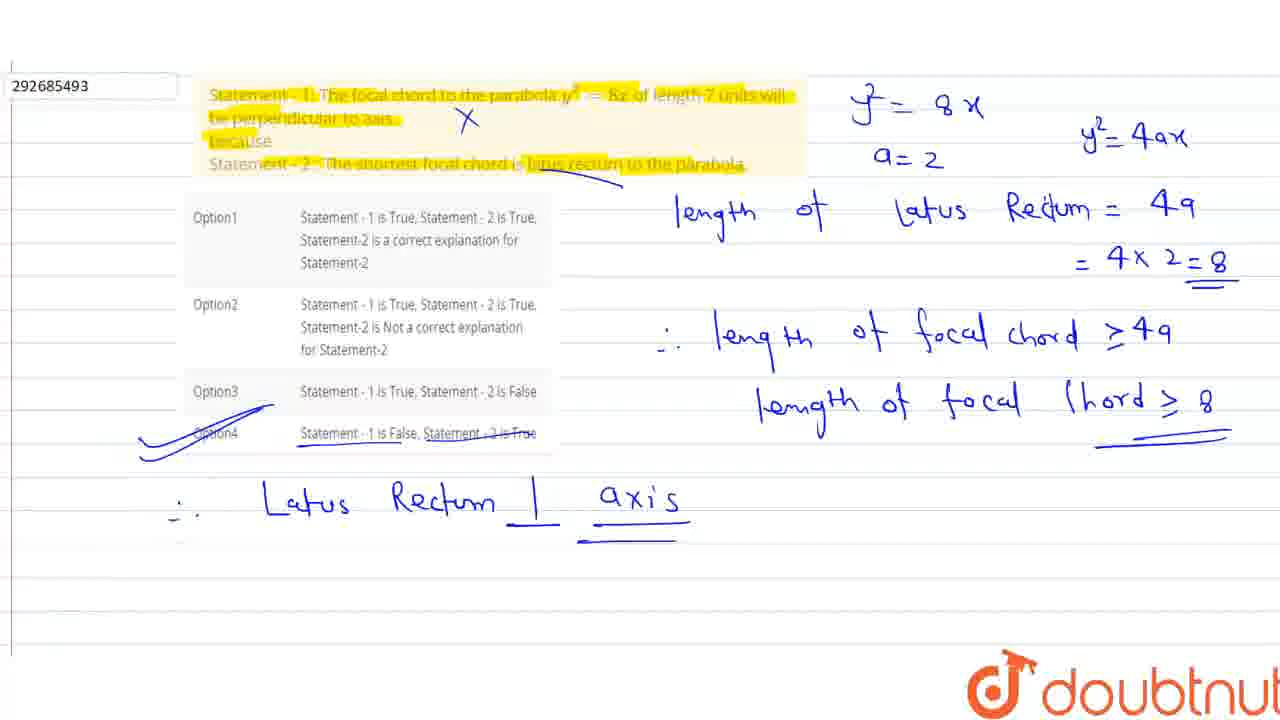 292685493
Statement - 1: The focal chord to the parabola y² = 8x of length 7 units will
be perpendicular to axis.
because
Statement - 2 : The shortest focal chord is latus rectum to the parabola.
Option1 Statement - 1 is True, Statement - 2 is True,
Statement-2 is a correct explanation for
Statement-2
Option2 Statement - 1 is True, Statement - 2 is True,
Statement-2 is Not a correct explanation
for Statement-2
Option3 Statement - 1 is True, Statement - 2 is False
Option4 Statement - 1 is False, Statement - 2 is True
y² = 8x
a = 2
y² = 4ax
length of Latus Rectum = 4a
= 4 × 2 = 8
∴ length of focal chord ≥ 4a
length of focal Chord ≥ 8
∴ Latus Rectum ⊥ axis
doubtnut